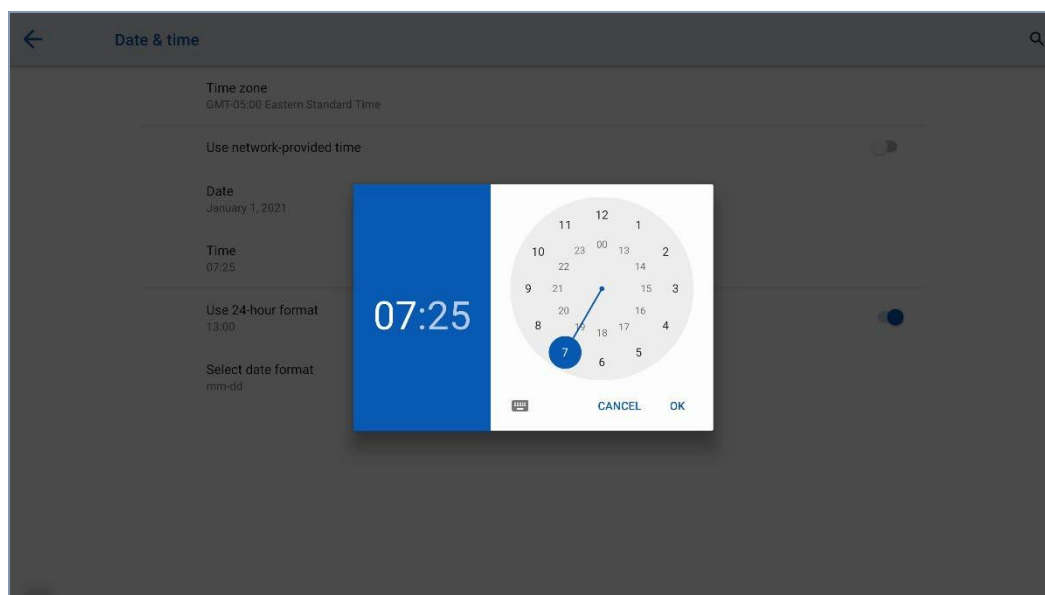 Date & time
Time zone
GMT-05:00 Eastern Standard Time
Use network-provided time
Date
January 1, 2021
Time
07:25
Use 24-hour format
13:00
Select date format
mm-dd
07:25
12
11
1
10
23
00
13
2
22
14
9
21
15
3
20
16
8
19
18
17
4
7
6
5
CANCEL
OK